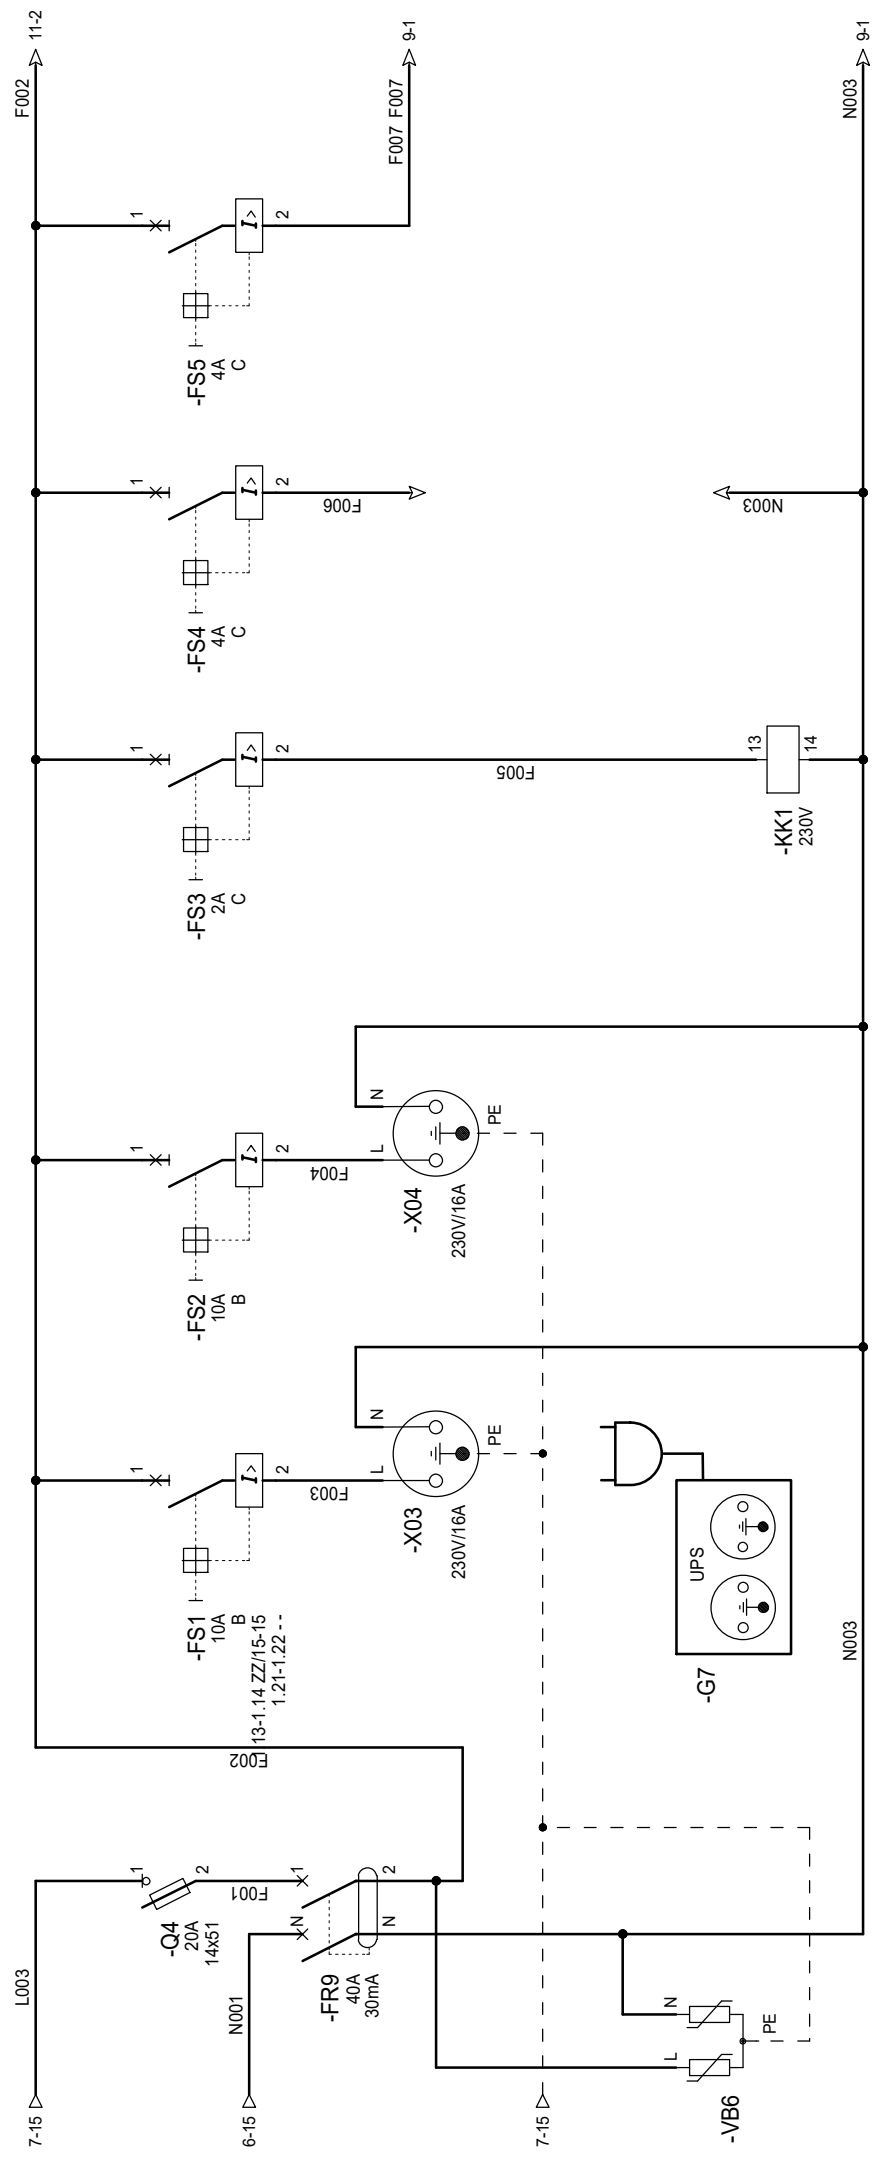 7-15
L003
-Q4
20A
14x51
1
2
F001
F002
F002
11-2
6-15
N001
-FR9
40A
30mA
1
N
2
N
-FS1
10A
B
13-1.14 ZZ/15-15
1.21-1.22 - -
1
I>
2
F003
-X03
230V/16A
L
N
PE
-FS2
10A
B
1
I>
2
F004
-X04
230V/16A
L
N
PE
-FS3
2A
C
1
I>
2
F005
-KK1
230V
13
14
-FS4
4A
C
1
I>
2
F006
N003
-FS5
4A
C
1
I>
2
F007 F007
9-1
7-15
-VB6
L
N
PE
-G7
UPS
N003
N003
9-1